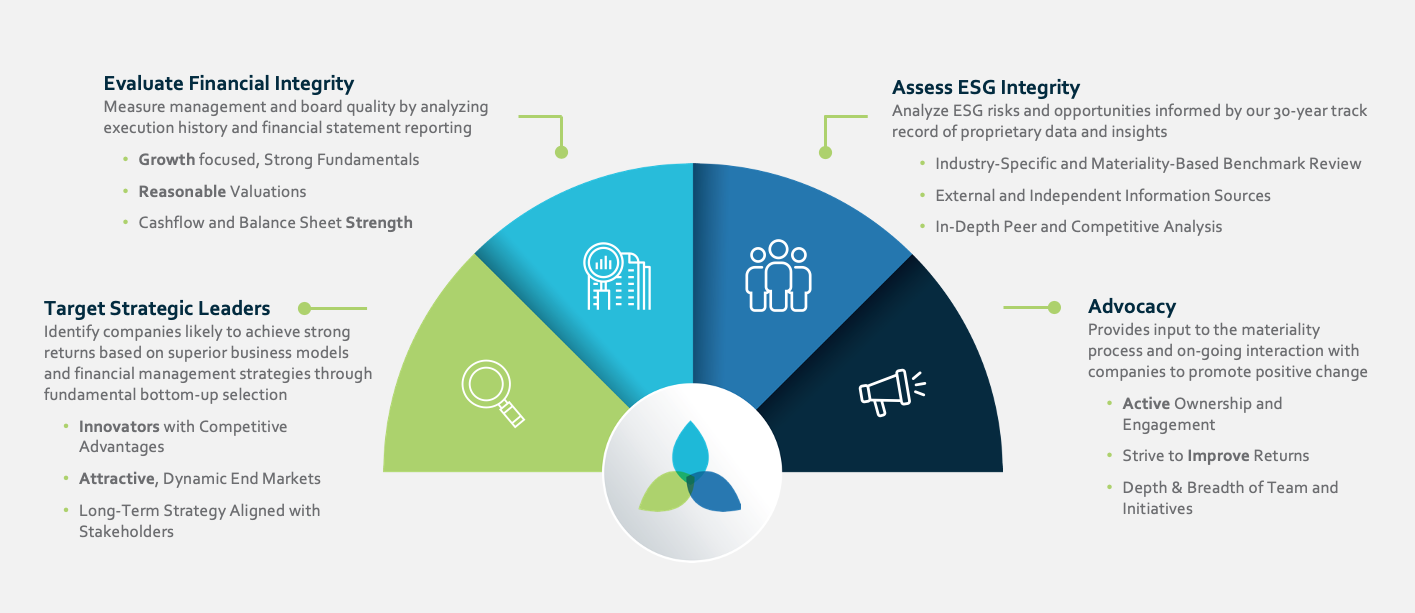 Evaluate Financial Integrity
Measure management and board quality by analyzing
execution history and financial statement reporting
• Growth focused, Strong Fundamentals
• Reasonable Valuations
• Cashflow and Balance Sheet Strength
Assess ESG Integrity
Analyze ESG risks and opportunities informed by our 30-year track
record of proprietary data and insights
• Industry-Specific and Materiality-Based Benchmark Review
• External and Independent Information Sources
• In-Depth Peer and Competitive Analysis
Target Strategic Leaders
Identify companies likely to achieve strong
returns based on superior business models
and financial management strategies through
fundamental bottom-up selection
• Innovators with Competitive
Advantages
• Attractive, Dynamic End Markets
• Long-Term Strategy Aligned with
Stakeholders
Advocacy
Provides input to the materiality
process and on-going interaction with
companies to promote positive change
• Active Ownership and
Engagement
• Strive to Improve Returns
• Depth & Breadth of Team and
Initiatives